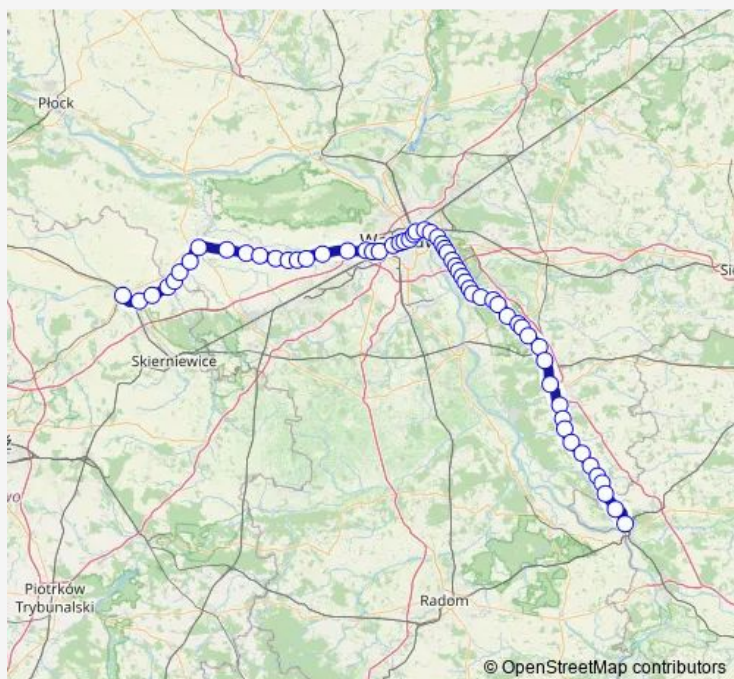 Płock
Skierniewice
Piotrków
Trybunalski
Radom
© OpenStreetMap contributors